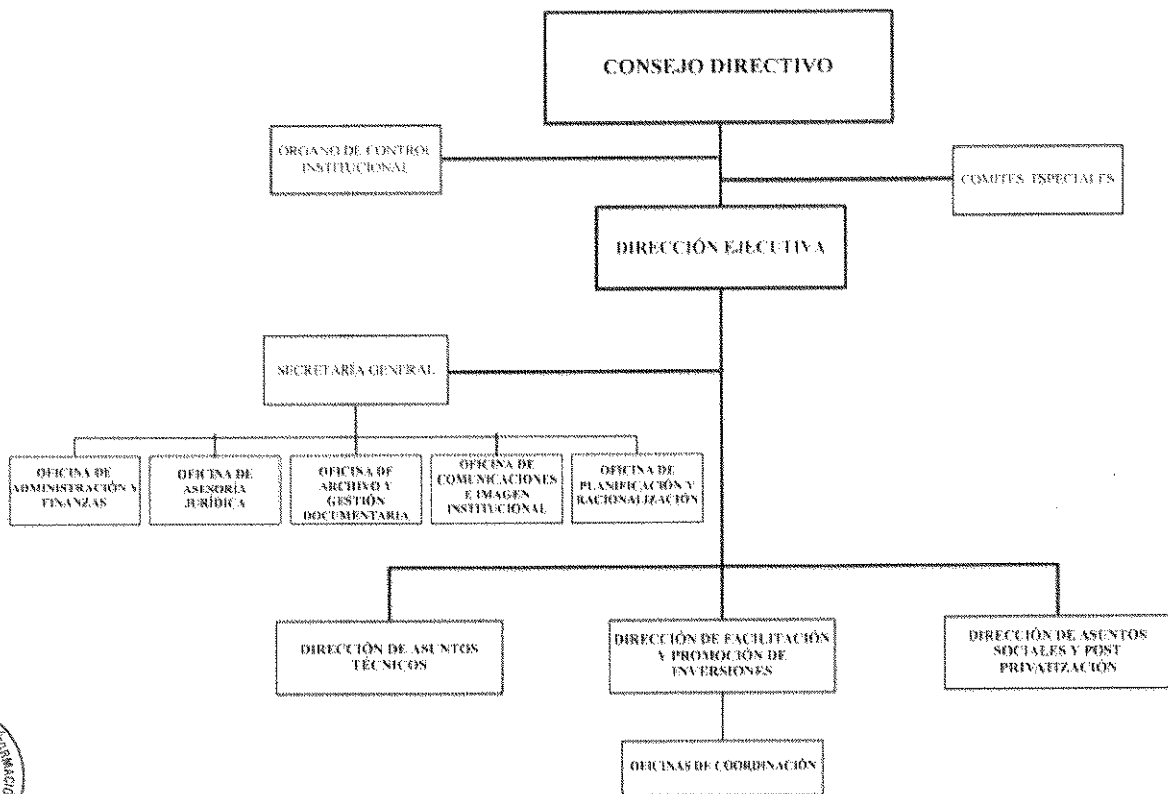 CONSEJO DIRECTIVO
ÓRGANO DE CONTROL
INSTITUCIONAL
COMITES ESPECIALES
DIRECCIÓN EJECUTIVA
SECRETARÍA GENERAL
OFICINA DE
ADMINISTRACIÓN Y
FINANZAS
OFICINA DE
ASESORÍA
JURÍDICA
OFICINA DE
ARCHIVO Y
GESTIÓN
DOCUMENTARIA
OFICINA DE
COMUNICACIONES
E IMAGEN
INSTITUCIONAL
OFICINA DE
PLANIFICACIÓN Y
RACIONALIZACIÓN
DIRECCIÓN DE ASUNTOS
TÉCNICOS
DIRECCIÓN DE FACILITACIÓN
Y PROMOCIÓN DE
INVERSIONES
DIRECCIÓN DE ASUNTOS
SOCIALES Y POST
PRIVATIZACIÓN
OFICINAS DE COORDINACIÓN